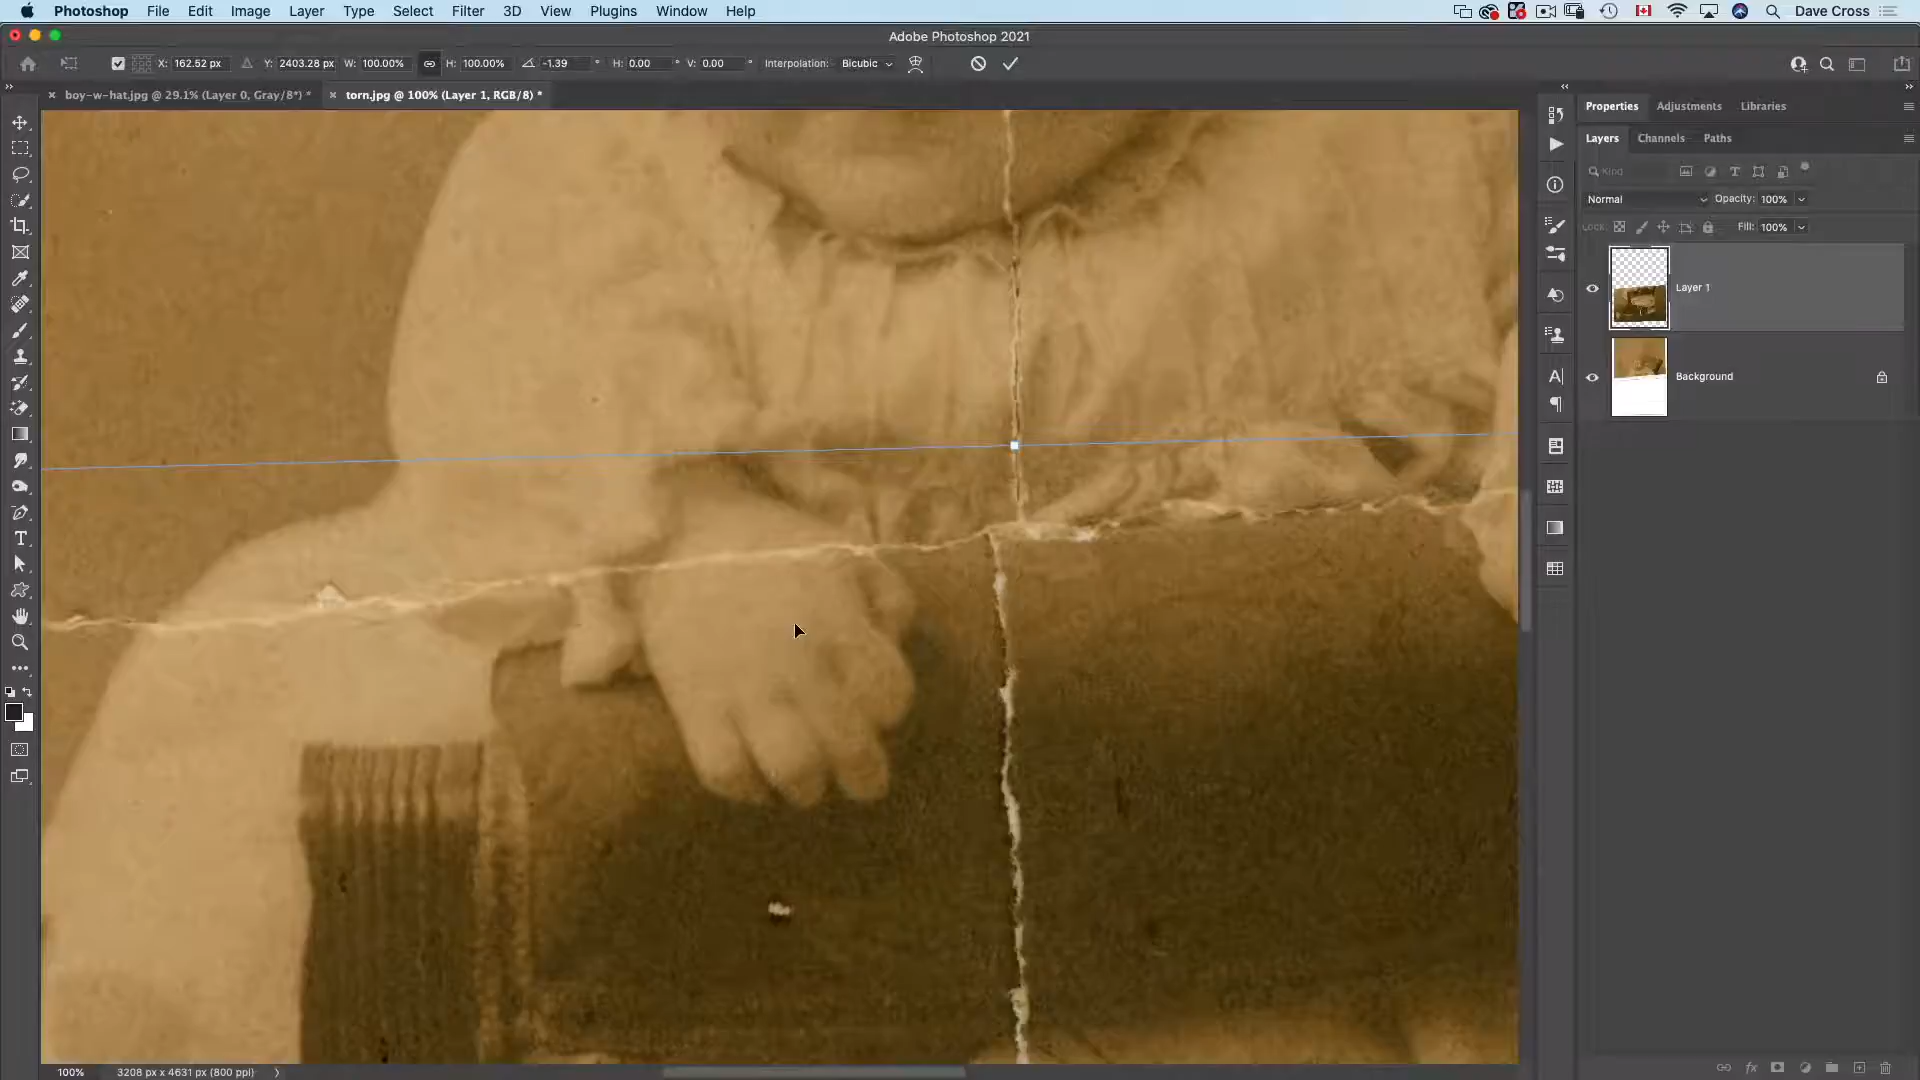 Photoshop File Edit Image Layer Type Select Filter 3D View Plugins Window Help Dave Cross
Adobe Photoshop 2021
X: 162.52 px Y: 2403.28 px W: 100.00% H: 100.00% -1.39 ° H: 0.00 ° V: 0.00 ° Interpolation: Bicubic
boy-w-hat.jpg @ 29.1% (Layer 0, Gray/8*) * torn.jpg @ 100% (Layer 1, RGB/8) *
Properties Adjustments Libraries
Layers Channels Paths
Kind
Normal Opacity: 100%
Lock: Fill: 100%
Layer 1
Background
100% 3208 px x 4631 px (800 ppi)